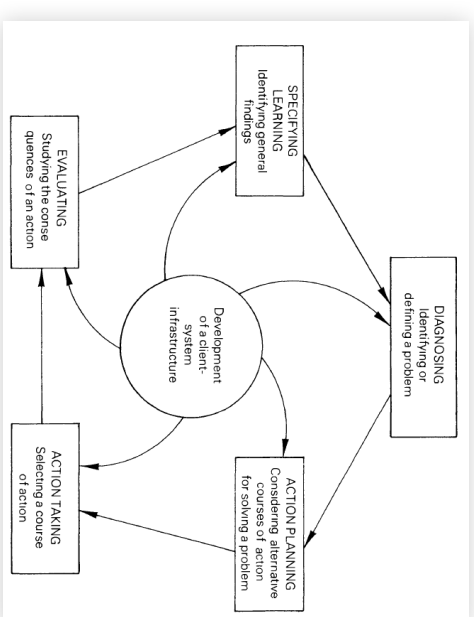 DIAGNOSING
Identifying or
defining a problem
ACTION PLANNING
Considering alternative
courses of action
for solving a problem
ACTION TAKING
Selecting a course
of action
EVALUATING
Studying the conse
quences of an action
SPECIFYING
LEARNING
Identifying general
findings
Development
of a client-
system
infrastructure